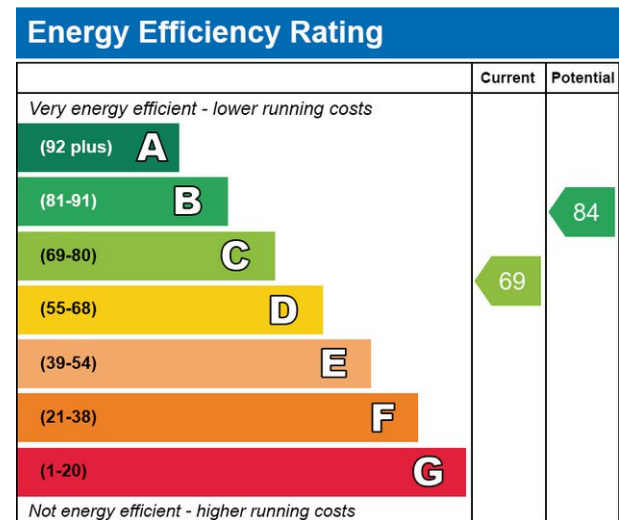 Energy Efficiency Rating
Current Potential
Very energy efficient - lower running costs
(92 plus) A
(81-91) B
84
(69-80) C
69
(55-68) D
(39-54) E
(21-38) F
(1-20) G
Not energy efficient - higher running costs